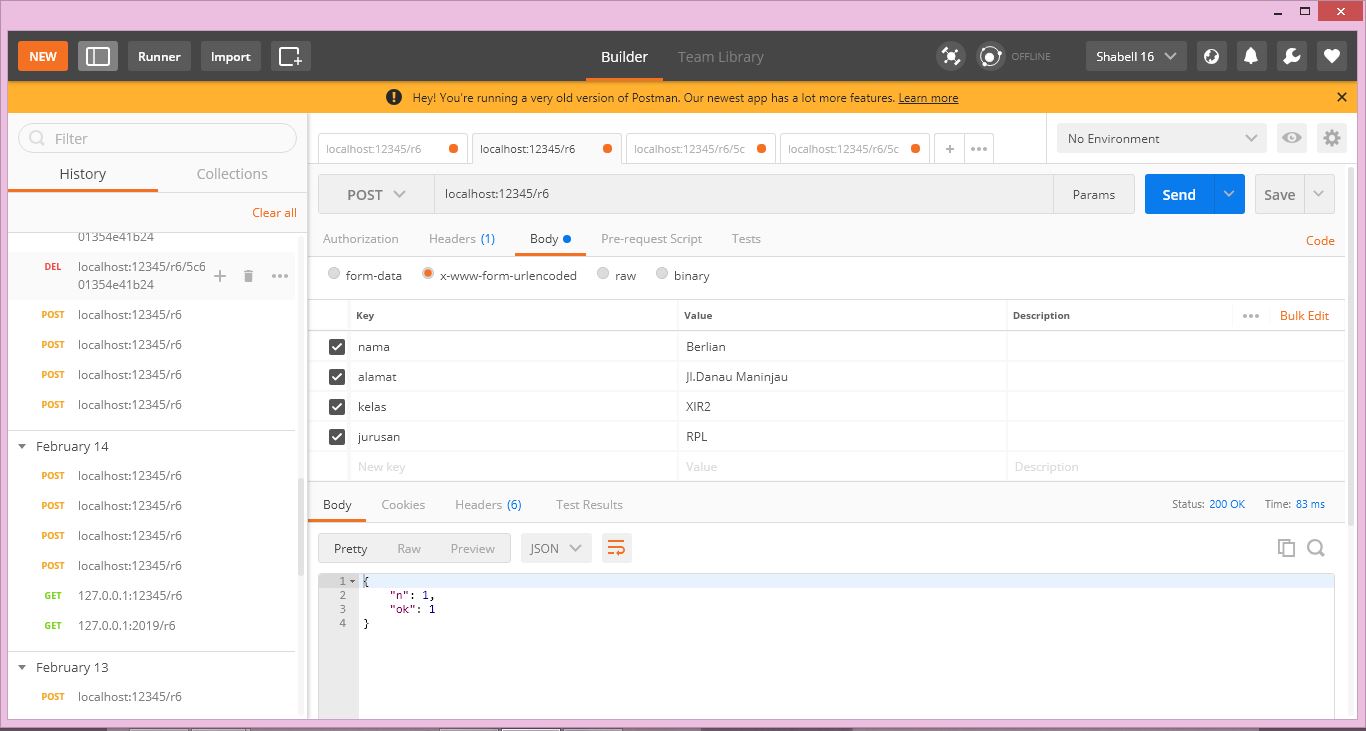 NEW Runner Import Builder Team Library OFFLINE Shabell 16
! Hey! You're running a very old version of Postman. Our newest app has a lot more features. Learn more
Filter
History Collections
Clear all
01354e41b24
DEL localhost:12345/r6/5c6
01354e41b24
POST localhost:12345/r6
POST localhost:12345/r6
POST localhost:12345/r6
POST localhost:12345/r6
February 14
POST localhost:12345/r6
POST localhost:12345/r6
POST localhost:12345/r6
POST localhost:12345/r6
GET 127.0.0.1:12345/r6
GET 127.0.0.1:2019/r6
February 13
POST localhost:12345/r6
localhost:12345/r6 localhost:12345/r6 localhost:12345/r6/5c localhost:12345/r6/5c + ••• No Environment
POST localhost:12345/r6 Params Send Save
Authorization Headers (1) Body Pre-request Script Tests Code
form-data x-www-form-urlencoded raw binary
Key Value Description ••• Bulk Edit
nama Berlian
alamat Jl.Danau Maninjau
kelas XIR2
jurusan RPL
New key Value Description
Body Cookies Headers (6) Test Results Status: 200 OK Time: 83 ms
Pretty Raw Preview JSON
1 {
2 "n": 1,
3 "ok": 1
4 }